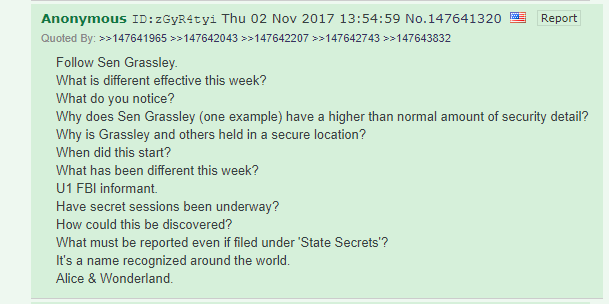 Anonymous ID:zGyR4tyi Thu 02 Nov 2017 13:54:59 No.147641320 Report
Quoted By: >>147641965 >>147642043 >>147642207 >>147642743 >>147643832
Follow Sen Grassley.
What is different effective this week?
What do you notice?
Why does Sen Grassley (one example) have a higher than normal amount of security detail?
Why is Grassley and others held in a secure location?
When did this start?
What has been different this week?
U1 FBI informant.
Have secret sessions been underway?
How could this be discovered?
What must be reported even if filed under 'State Secrets'?
It's a name recognized around the world.
Alice & Wonderland.